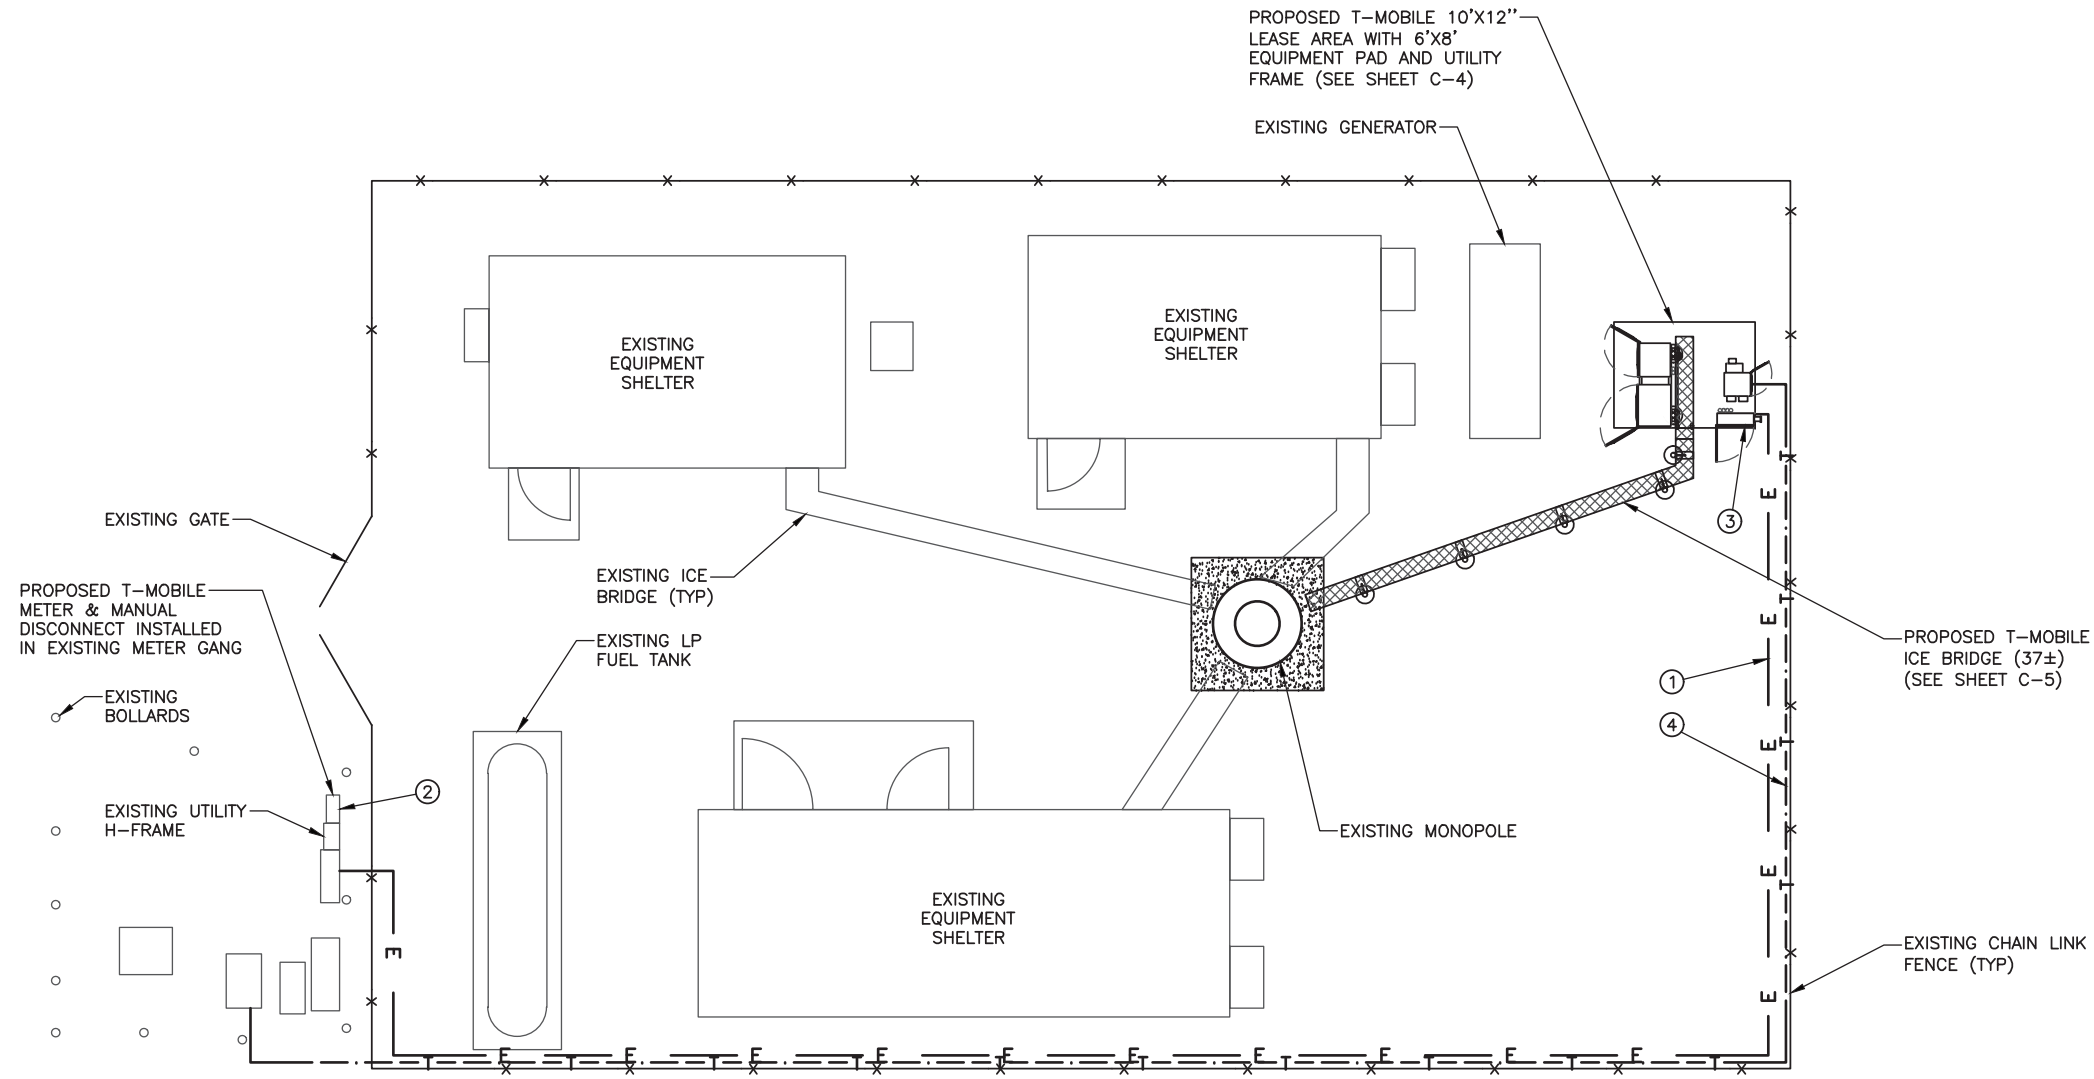 PROPOSED T-MOBILE 10'X12''
LEASE AREA WITH 6'X8'
EQUIPMENT PAD AND UTILITY
FRAME (SEE SHEET C-4)
EXISTING GENERATOR
EXISTING
EQUIPMENT
SHELTER
EXISTING
EQUIPMENT
SHELTER
EXISTING GATE
3
PROPOSED T-MOBILE
METER & MANUAL
DISCONNECT INSTALLED
IN EXISTING METER GANG
EXISTING ICE
BRIDGE (TYP)
EXISTING LP
FUEL TANK
PROPOSED T-MOBILE
ICE BRIDGE (37±)
(SEE SHEET C-5)
1
4
EXISTING
BOLLARDS
2
EXISTING UTILITY
H-FRAME
EXISTING MONOPOLE
EXISTING
EQUIPMENT
SHELTER
EXISTING CHAIN LINK
FENCE (TYP)
E
E
E
E
E
E
T
T
T
T
E
T E T E T E T E T E T E T E T E T E T E T